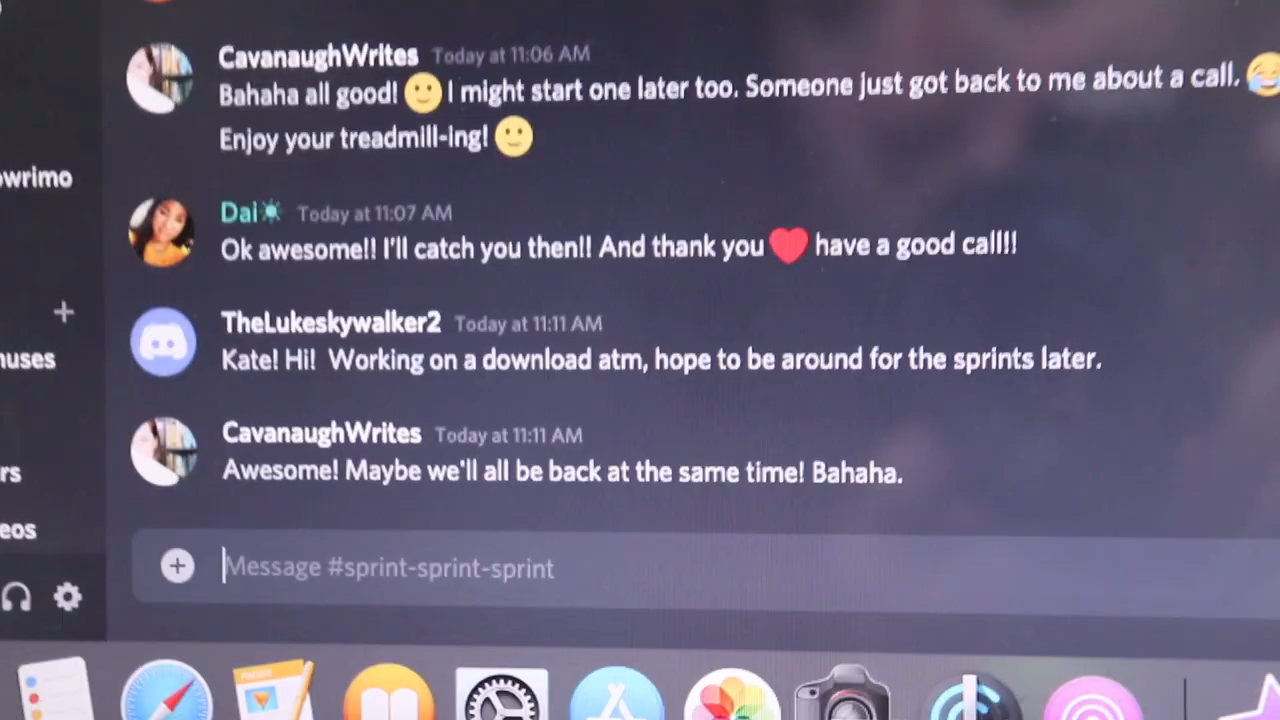 CavanaughWrites Today at 11:06 AM
Bahaha all good! I might start one later too. Someone just got back to me about a call.
Enjoy your treadmill-ing!
owrimo
Dai Today at 11:07 AM
Ok awesome!! I'll catch you then!! And thank you have a good call!!!
TheLukeskywalker2 Today at 11:11 AM
Kate! Hi! Working on a download atm, hope to be around for the sprints later.
nuses
CavanaughWrites Today at 11:11 AM
Awesome! Maybe we'll all be back at the same time! Bahaha.
rs
eos
Message #sprint-sprint-sprint
PAGES